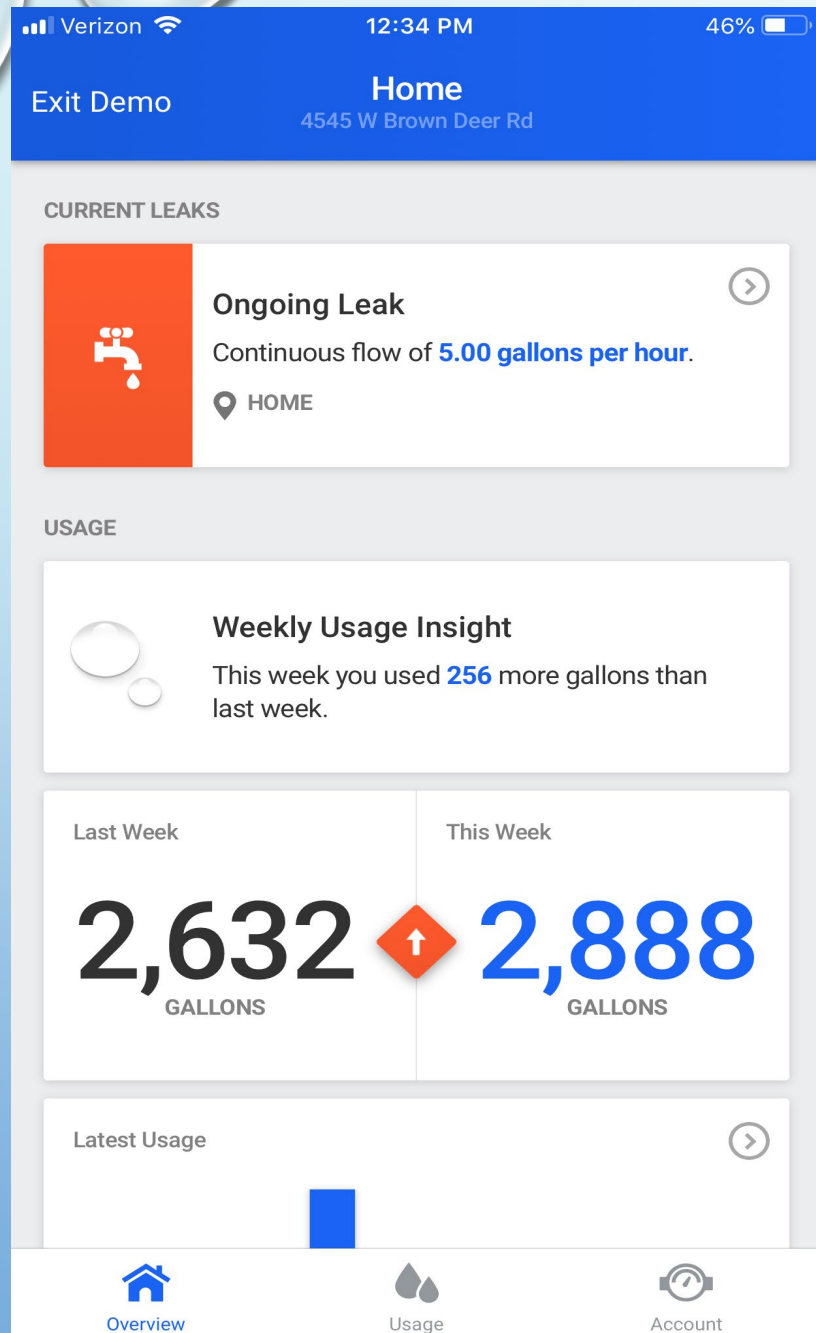 Verizon 12:34 PM 46%
Exit Demo
Home
4545 W Brown Deer Rd
CURRENT LEAKS
Ongoing Leak
Continuous flow of 5.00 gallons per hour.
HOME
USAGE
Weekly Usage Insight
This week you used 256 more gallons than
last week.
Last Week
2,632
GALLONS
This Week
2,888
GALLONS
Latest Usage
Overview Usage Account